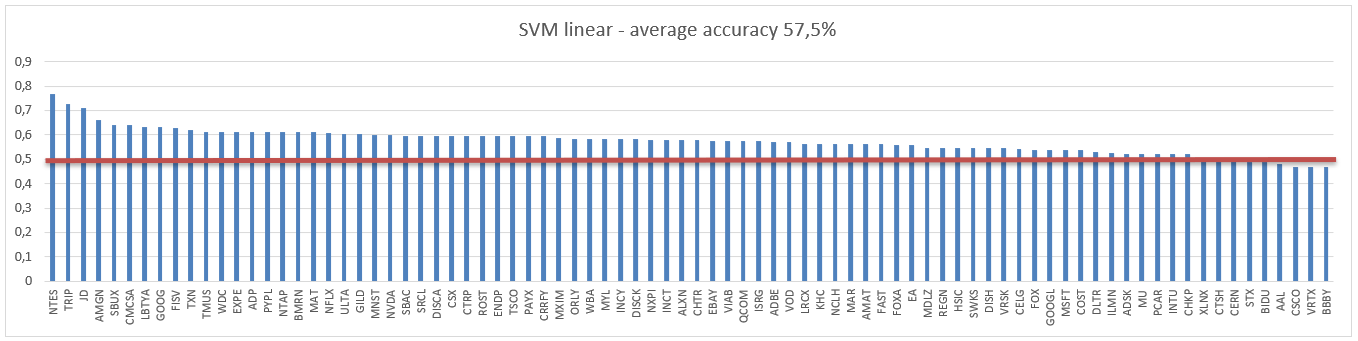 SVM linear - average accuracy 57,5%
0,9
0,8
0,7
0,6
0,5
0,4
0,3
0,2
0,1
0
NTES
TRIP
JD
AMGN
SBUX
CMCSA
LBTYA
GOOG
FISV
TXN
TMUS
WDC
EXPE
ADP
PYPL
NTAP
BMRN
MAT
NFLX
ULTA
GILD
MNST
NVDA
SBAC
SRCL
DISCA
CSX
CTRP
ROST
ENDP
TSCO
PAYX
CRRFY
MXIM
ORLY
WBA
MYL
INCY
DISCK
NXPI
INCT
ALXN
CHTR
EBAY
VIAB
QCOM
ISRG
ADBE
VOD
LRCX
KHC
NCLH
MAR
AMAT
FAST
FOXA
EA
MDLZ
REGN
HSIC
SWKS
DISH
VRSK
CELG
FOX
GOOGL
MSFT
COST
DLTR
ILMN
ADSK
MU
PCAR
INTU
CHKP
XLNX
CTSH
CERN
STX
BIDU
AAL
CSCO
VRTX
BBY